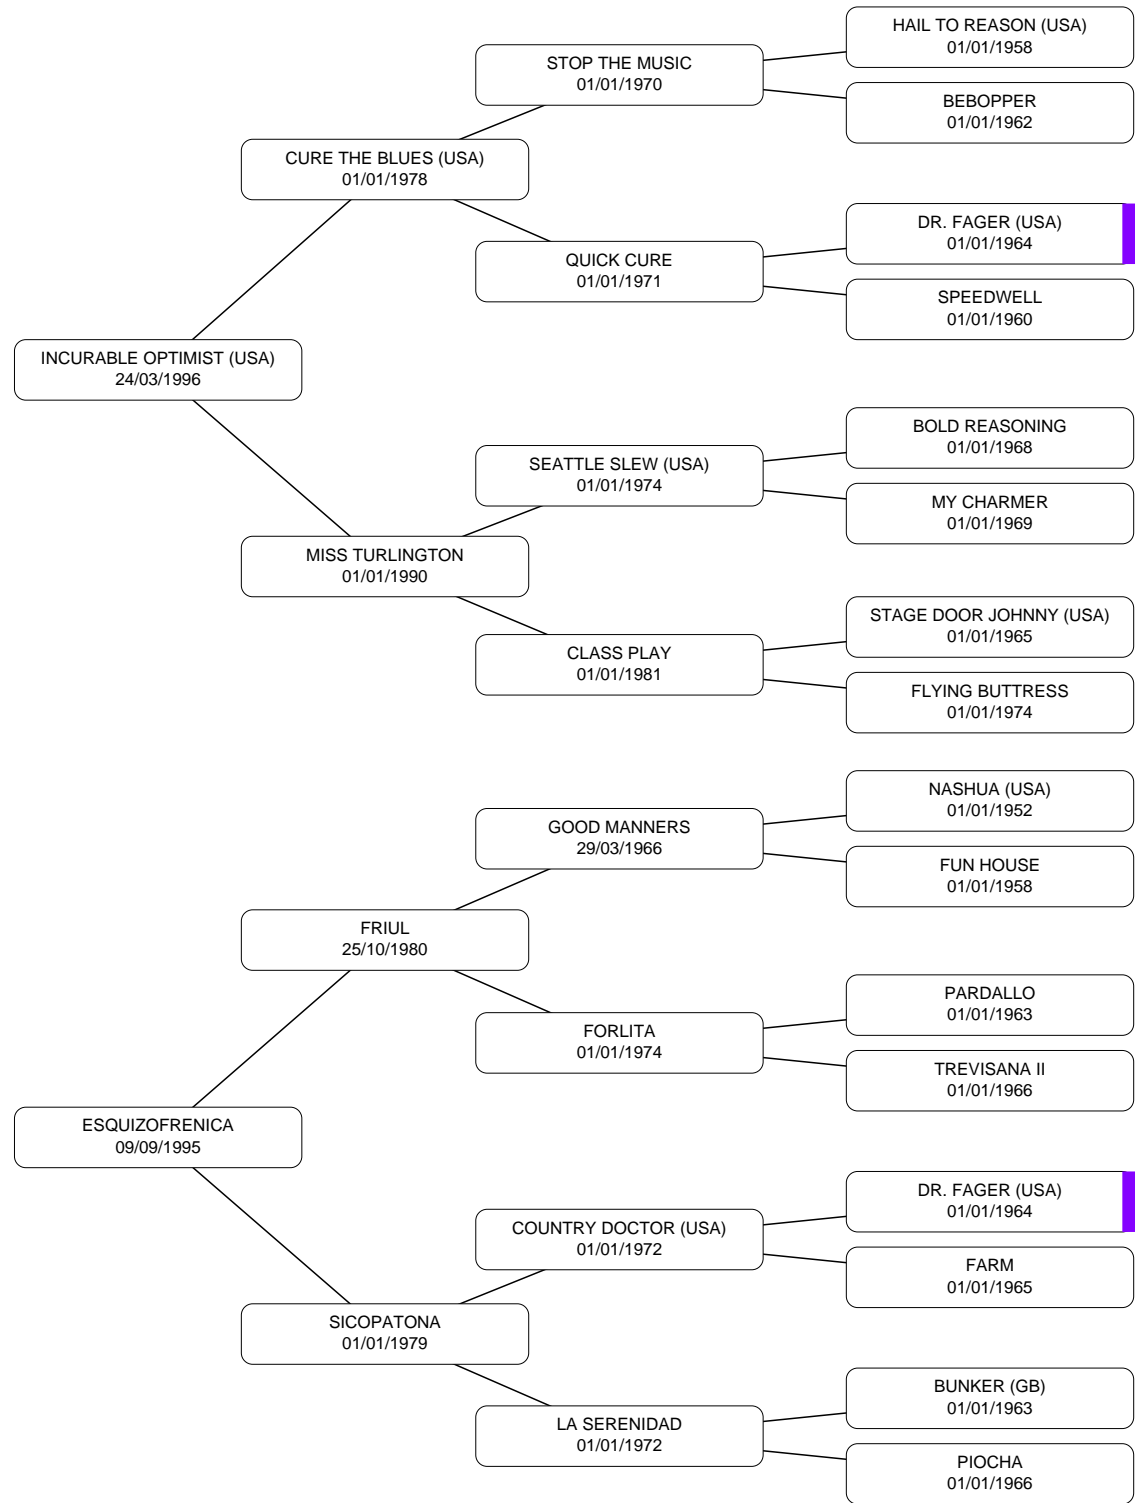 HAIL TO REASON (USA)
01/01/1958
STOP THE MUSIC
01/01/1970
BEBOPPER
01/01/1962
CURE THE BLUES (USA)
01/01/1978
DR. FAGER (USA)
01/01/1964
QUICK CURE
01/01/1971
SPEEDWELL
01/01/1960
INCURABLE OPTIMIST (USA)
24/03/1996
BOLD REASONING
01/01/1968
SEATTLE SLEW (USA)
01/01/1974
MY CHARMER
01/01/1969
MISS TURLINGTON
01/01/1990
STAGE DOOR JOHNNY (USA)
01/01/1965
CLASS PLAY
01/01/1981
FLYING BUTTRESS
01/01/1974
NASHUA (USA)
01/01/1952
GOOD MANNERS
29/03/1966
FUN HOUSE
01/01/1958
FRIUL
25/10/1980
PARDALLO
01/01/1963
FORLITA
01/01/1974
TREVISANA II
01/01/1966
ESQUIZOFRENICA
09/09/1995
DR. FAGER (USA)
01/01/1964
COUNTRY DOCTOR (USA)
01/01/1972
FARM
01/01/1965
SICOPATONA
01/01/1979
BUNKER (GB)
01/01/1963
LA SERENIDAD
01/01/1972
PIOCHA
01/01/1966